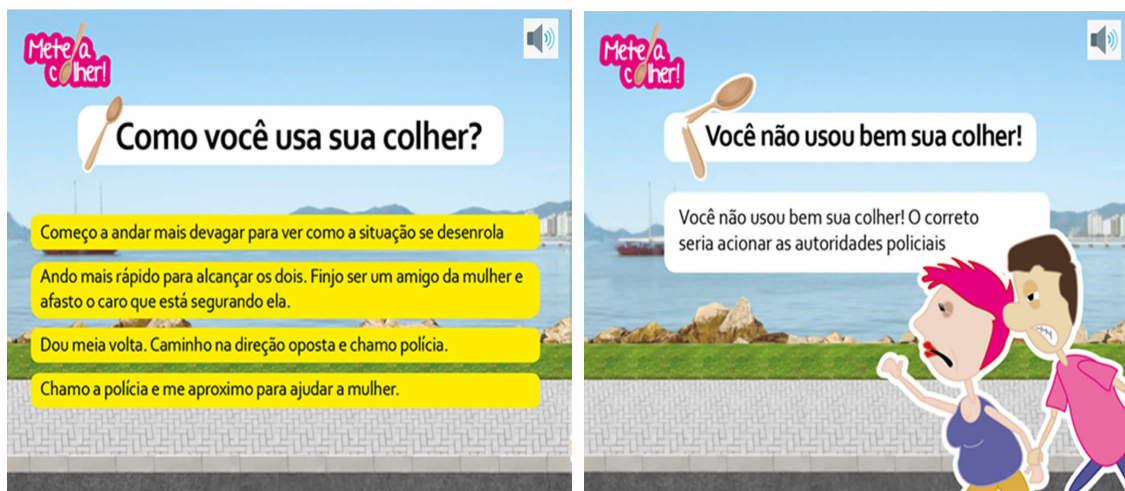 Mete a
colher!
Como você usa sua colher?
Começo a andar mais devagar para ver como a situação se desenrola
Ando mais rápido para alcançar os dois. Finjo ser um amigo da mulher e
afasto o caro que está segurando ela.
Dou meia volta. Caminho na direção oposta e chamo polícia.
Chamo a polícia e me aproximo para ajudar a mulher.
Mete a
colher!
Você não usou bem sua colher!
Você não usou bem sua colher! O correto
seria acionar as autoridades policiais